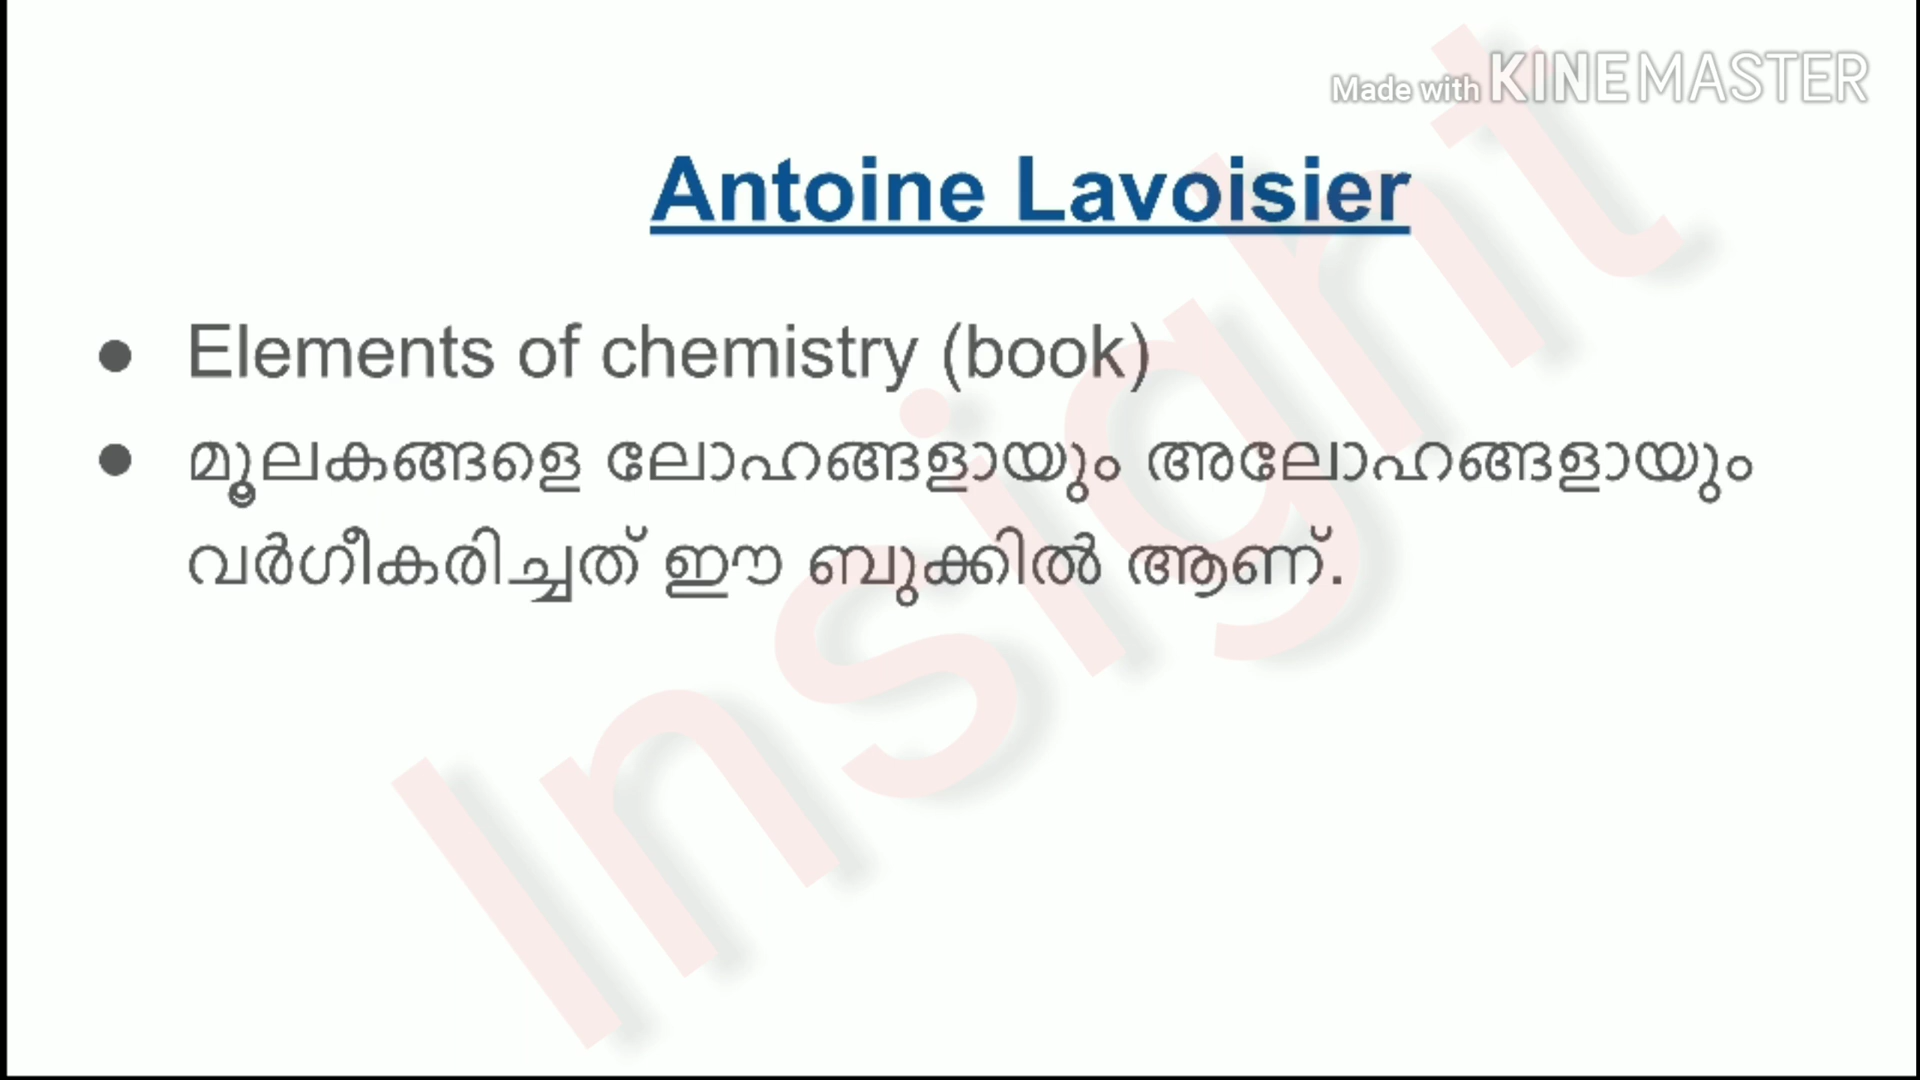 Made with KINEMASTER
Antoine Lavoisier
● Elements of chemistry (book)
● മൂലകങ്ങളെ ലോഹങ്ങളായും അലോഹങ്ങളായും
വർഗീകരിച്ചത് ഈ ബുക്കിൽ ആണ്.
Insight